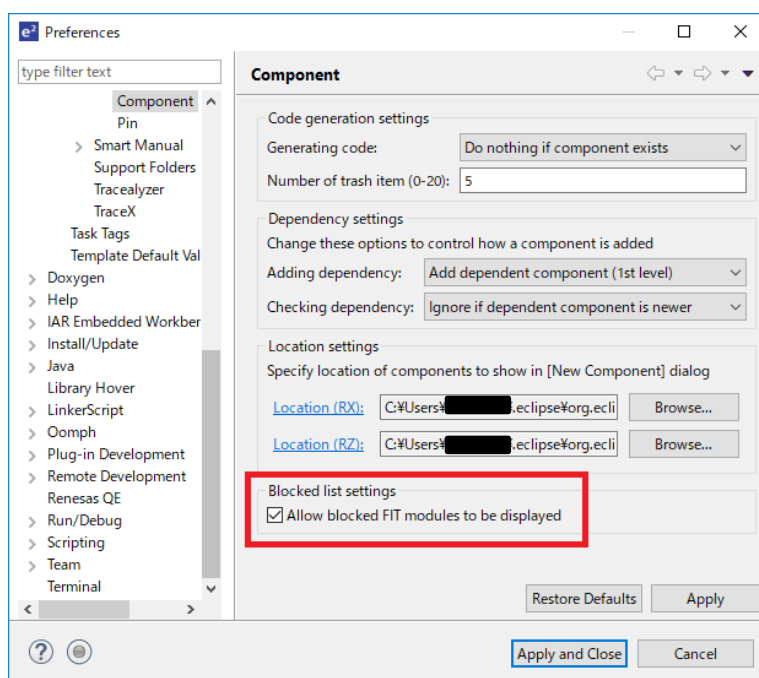 e² Preferences
type filter text
Component
Pin
Smart Manual
Support Folders
Tracealyzer
TraceX
Task Tags
Template Default Val
Doxygen
Help
IAR Embedded Workber
Install/Update
Java
Library Hover
LinkerScript
Oomph
Plug-in Development
Remote Development
Renesas QE
Run/Debug
Scripting
Team
Terminal
Component
Code generation settings
Generating code: Do nothing if component exists
Number of trash item (0-20): 5
Dependency settings
Change these options to control how a component is added
Adding dependency: Add dependent component (1st level)
Checking dependency: Ignore if dependent component is newer
Location settings
Specify location of components to show in [New Component] dialog
Location (RX): C:¥Users¥ .eclipse¥org.ecli Browse...
Location (RZ): C:¥Users¥ .eclipse¥org.ecli Browse...
Blocked list settings
Allow blocked FIT modules to be displayed
Restore Defaults Apply
? Apply and Close Cancel